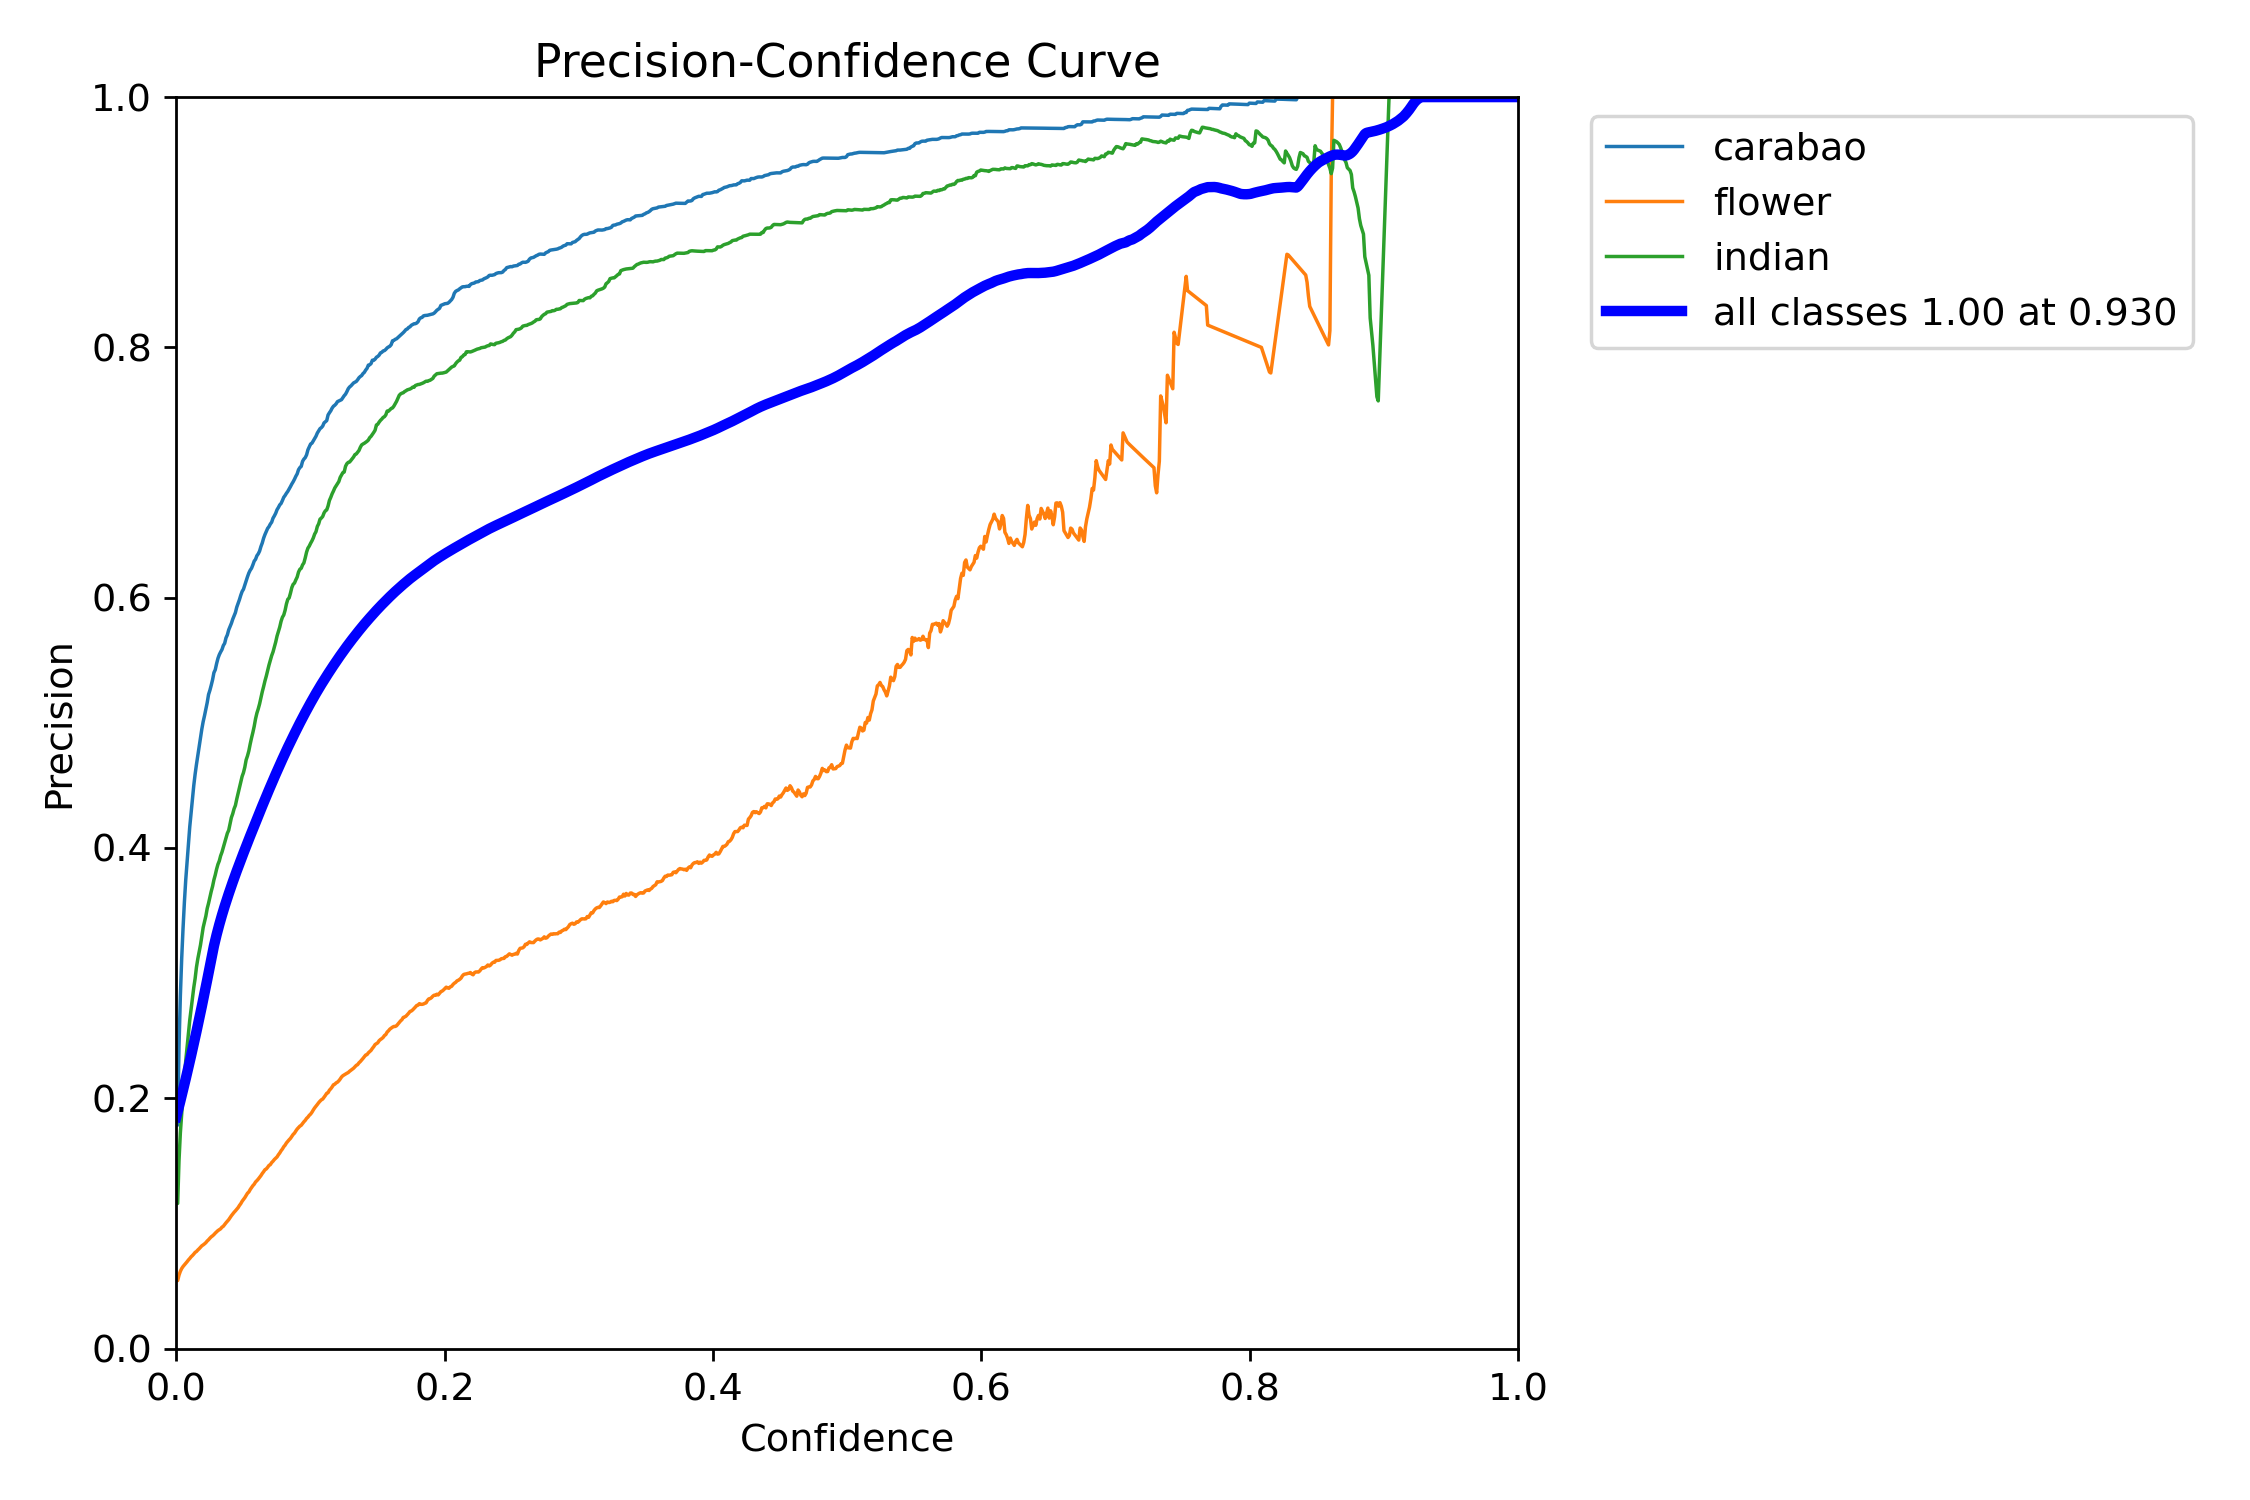 Precision-Confidence Curve
1.0
0.8
0.6
0.4
0.2
0.0
Precision
0.0 0.2 0.4 0.6 0.8 1.0
Confidence
carabao
flower
indian
all classes 1.00 at 0.930